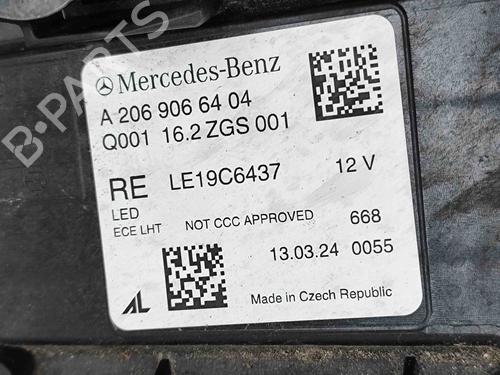 Mercedes-Benz
A 206 906 64 04
Q001 16.2 ZGS 001
RE LE19C6437 12 V
LED
ECE LHT NOT CCC APPROVED 668
13.03.24 0055
AL
Made in Czech Republic
B-PARTS